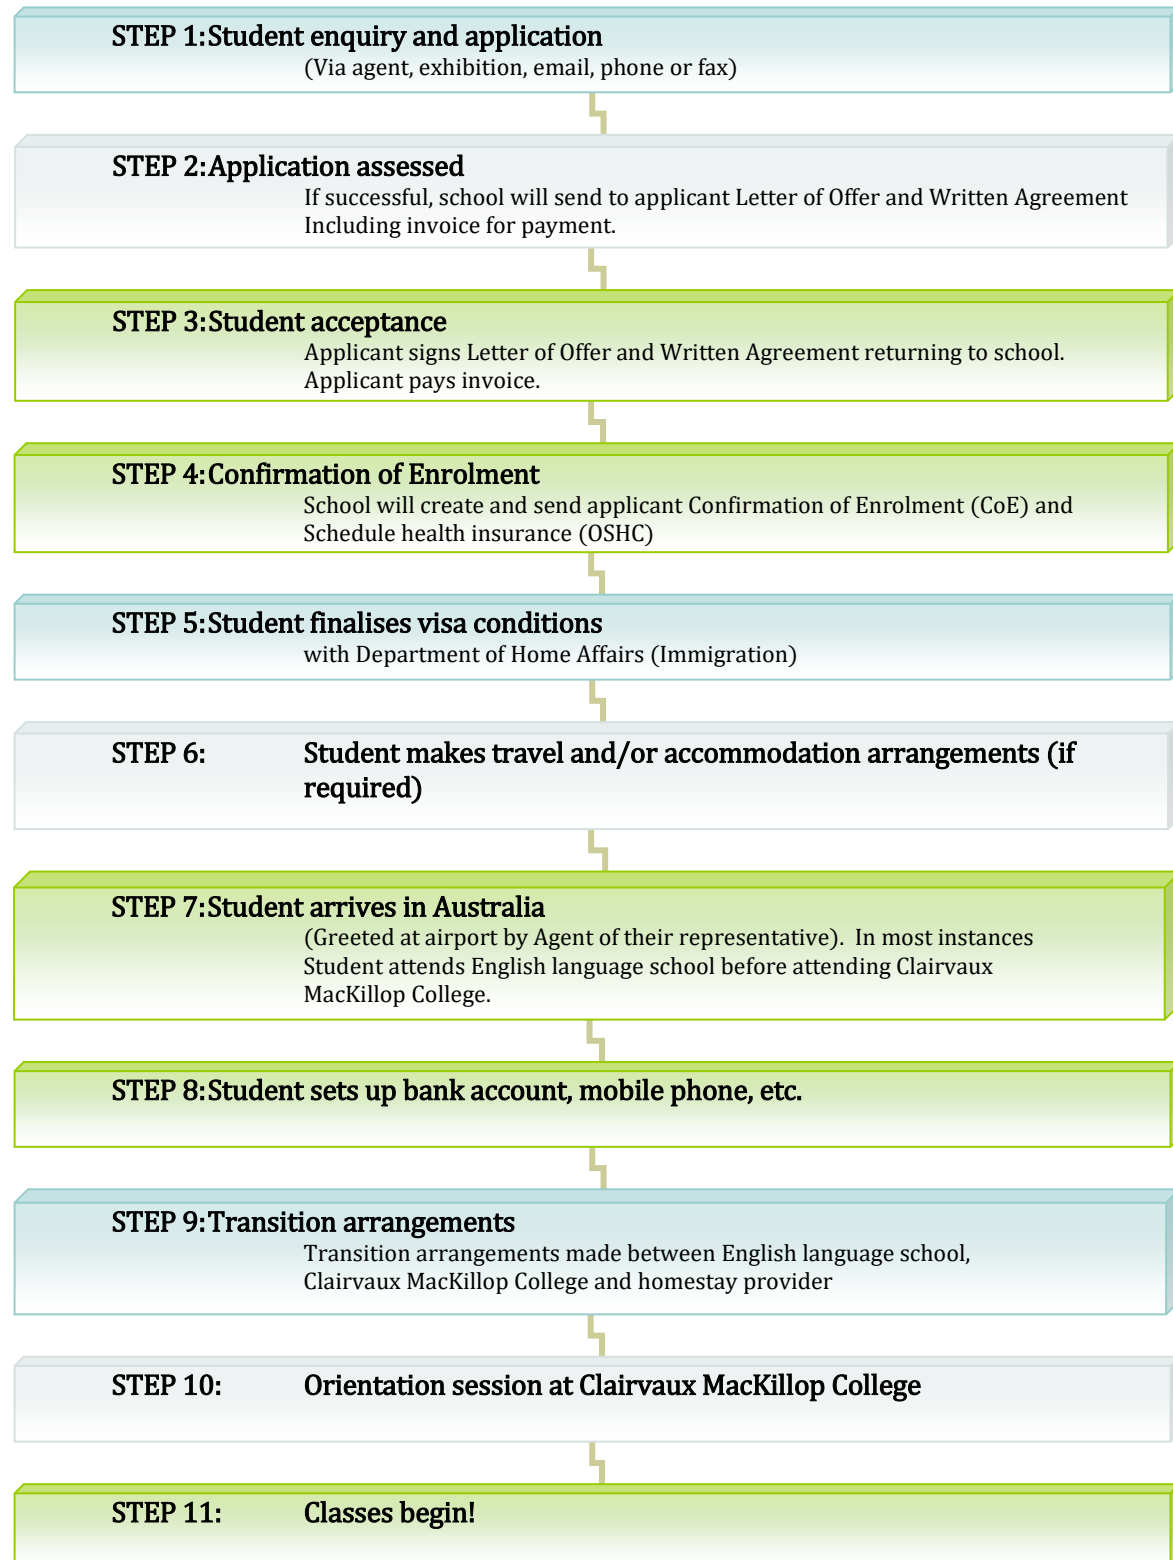 STEP 1: Student enquiry and application
(Via agent, exhibition, email, phone or fax)
STEP 2: Application assessed
If successful, school will send to applicant Letter of Offer and Written Agreement
Including invoice for payment.
STEP 3: Student acceptance
Applicant signs Letter of Offer and Written Agreement returning to school.
Applicant pays invoice.
STEP 4: Confirmation of Enrolment
School will create and send applicant Confirmation of Enrolment (CoE) and
Schedule health insurance (OSHC)
STEP 5: Student finalises visa conditions
with Department of Home Affairs (Immigration)
STEP 6: Student makes travel and/or accommodation arrangements (if
required)
STEP 7: Student arrives in Australia
(Greeted at airport by Agent of their representative). In most instances
Student attends English language school before attending Clairvaux
MacKillop College.
STEP 8: Student sets up bank account, mobile phone, etc.
STEP 9: Transition arrangements
Transition arrangements made between English language school,
Clairvaux MacKillop College and homestay provider
STEP 10: Orientation session at Clairvaux MacKillop College
STEP 11: Classes begin!